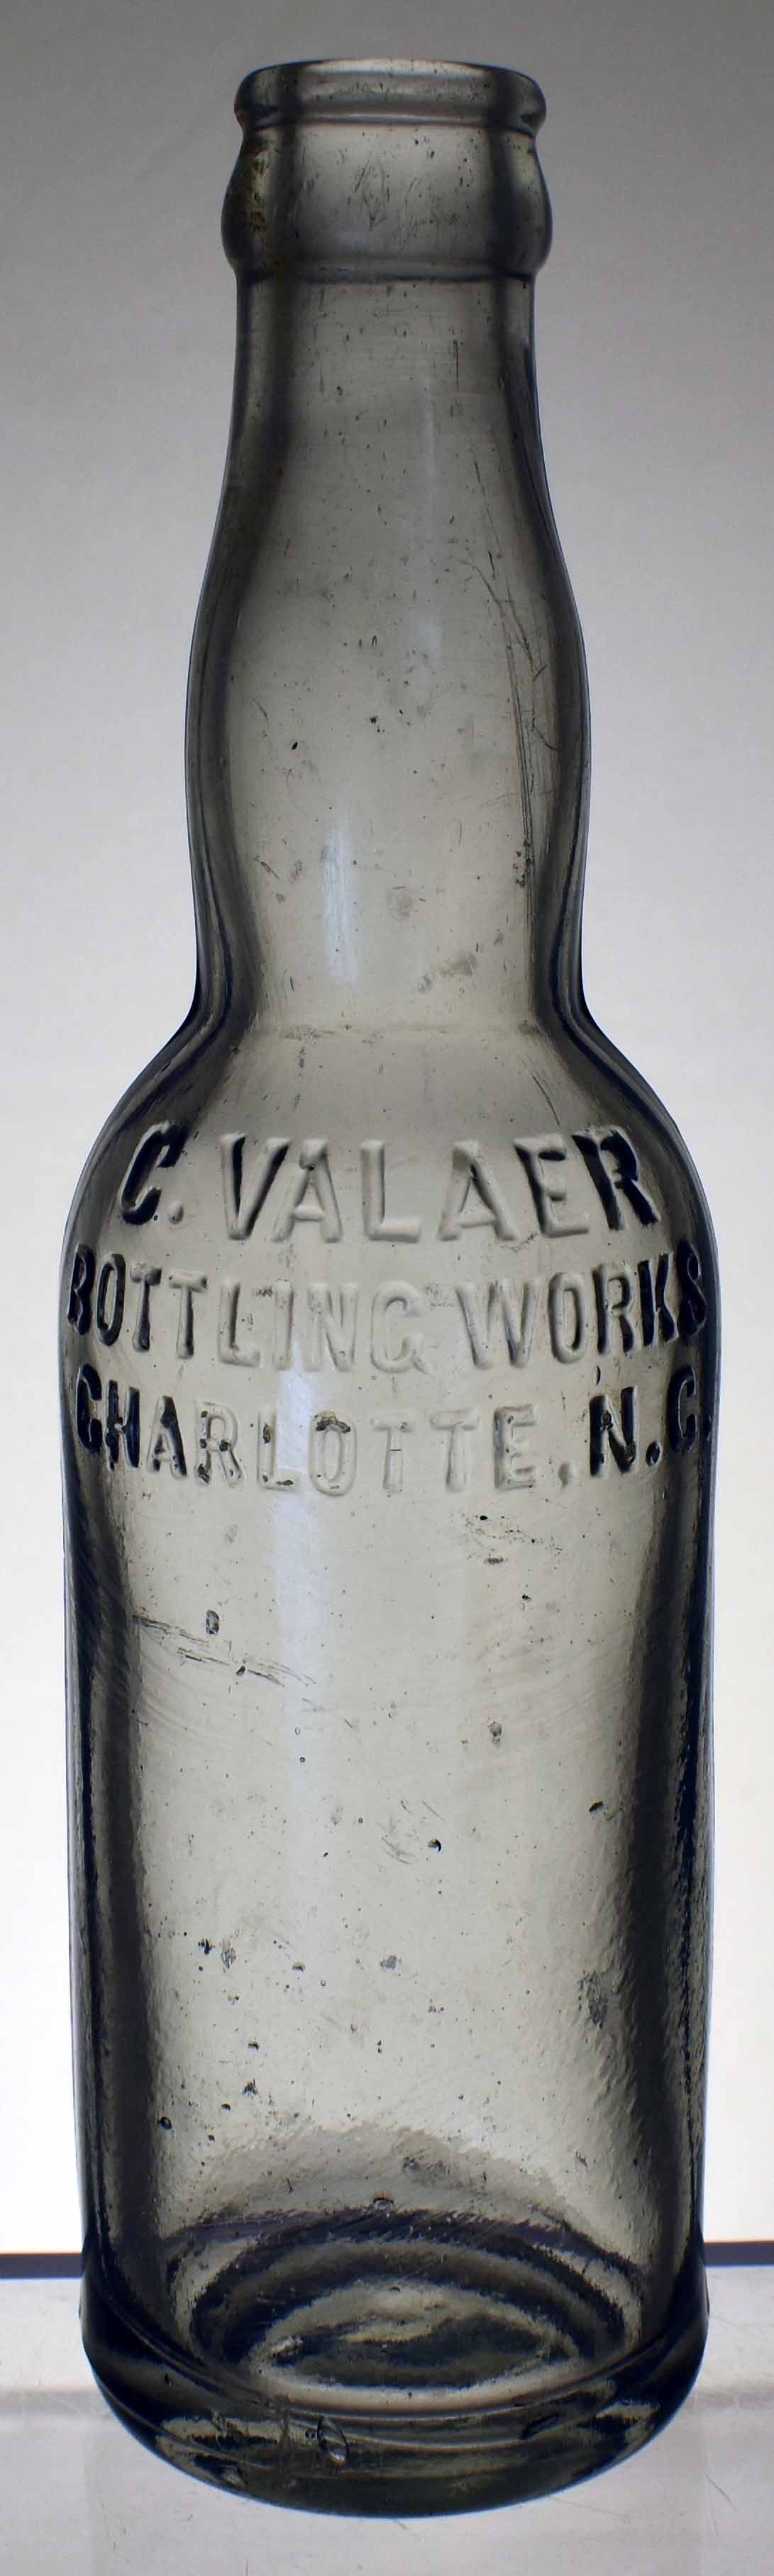 C. VALAER
BOTTLING WORKS
CHARLOTTE, N.C.